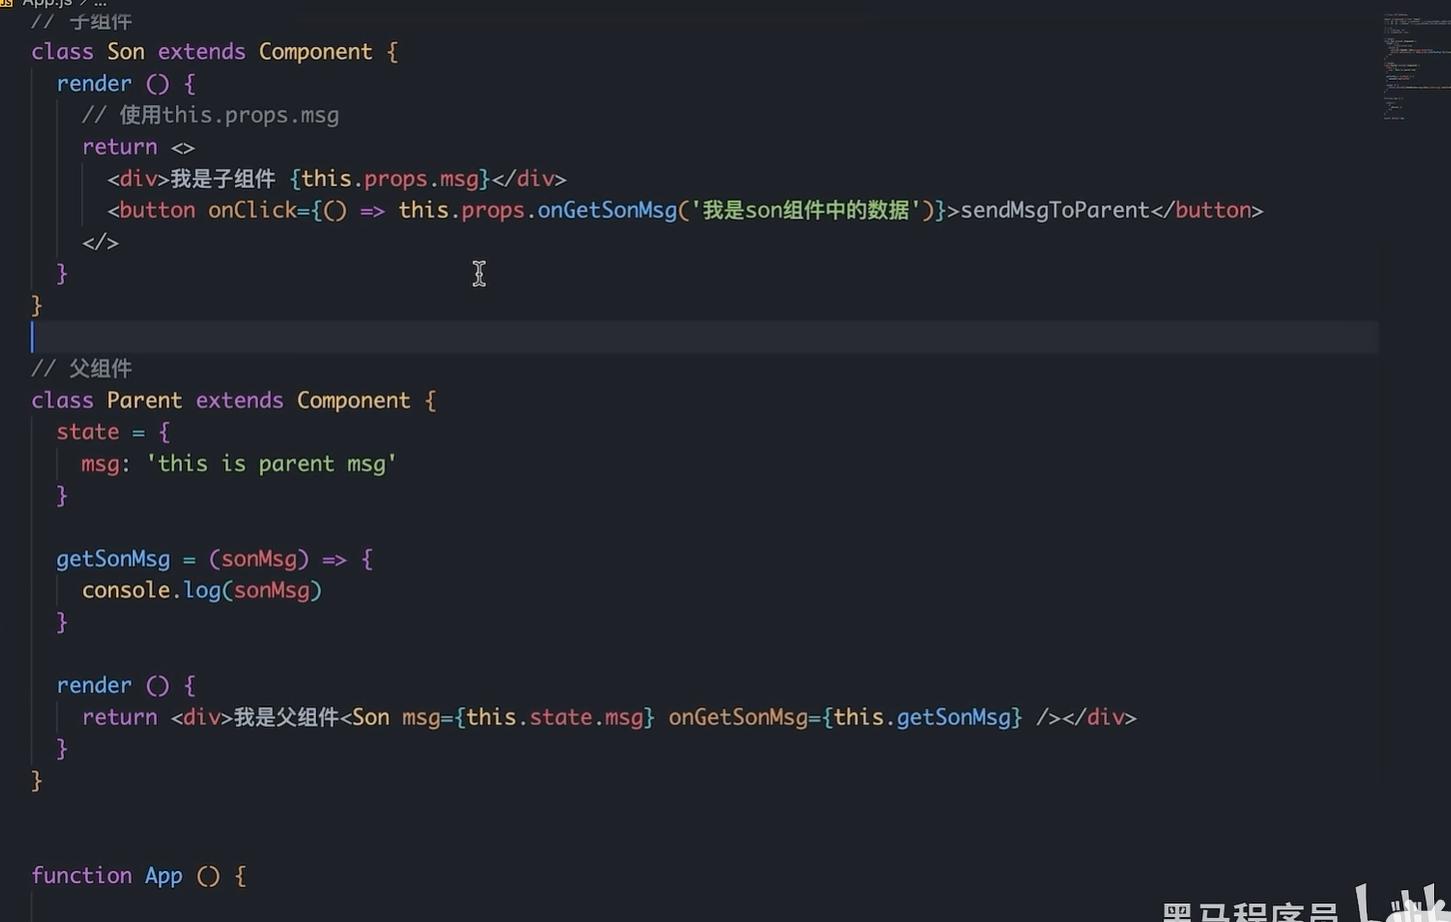 App.js > ...
// 子组件
class Son extends Component {
render () {
// 使用this.props.msg
return <>
<div>我是子组件 {this.props.msg}</div>
<button onClick={() => this.props.onGetSonMsg('我是son组件中的数据')}>sendMsgToParent</button>
</>
}
}
// 父组件
class Parent extends Component {
state = {
msg: 'this is parent msg'
}
getSonMsg = (sonMsg) => {
console.log(sonMsg)
}
render () {
return <div>我是父组件<Son msg={this.state.msg} onGetSonMsg={this.getSonMsg} /></div>
}
}
function App () {
黑马程序员